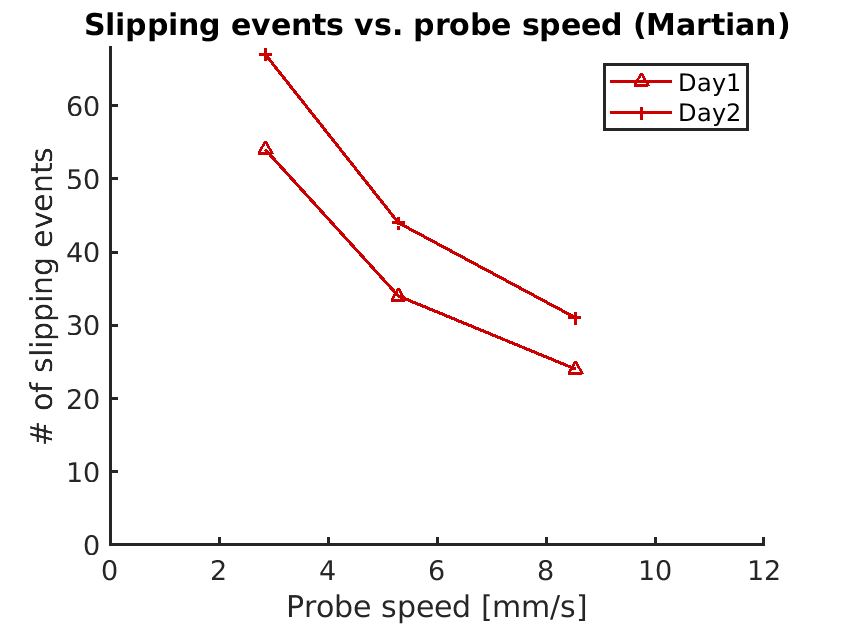 Slipping events vs. probe speed (Martian)
Day1
Day2
# of slipping events
60
50
40
30
20
10
0
0 2 4 6 8 10 12
Probe speed [mm/s]